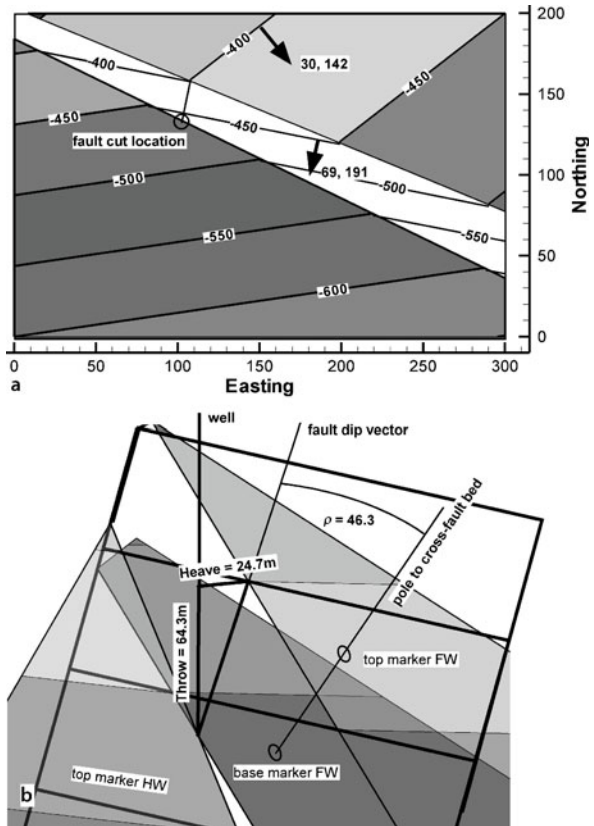 -400
-450
30, 142
-400
-450
-450
fault cut location
69, 191
-500
-500
-550
-550
-600
200
150
100
50
0
Northing
a
0
50
100
150
200
250
300
Easting
well
fault dip vector
ρ = 46.3
pole to cross-fault bed
Heave = 24.7m
Throw = 64.3m
top marker FW
top marker HW
base marker FW
b